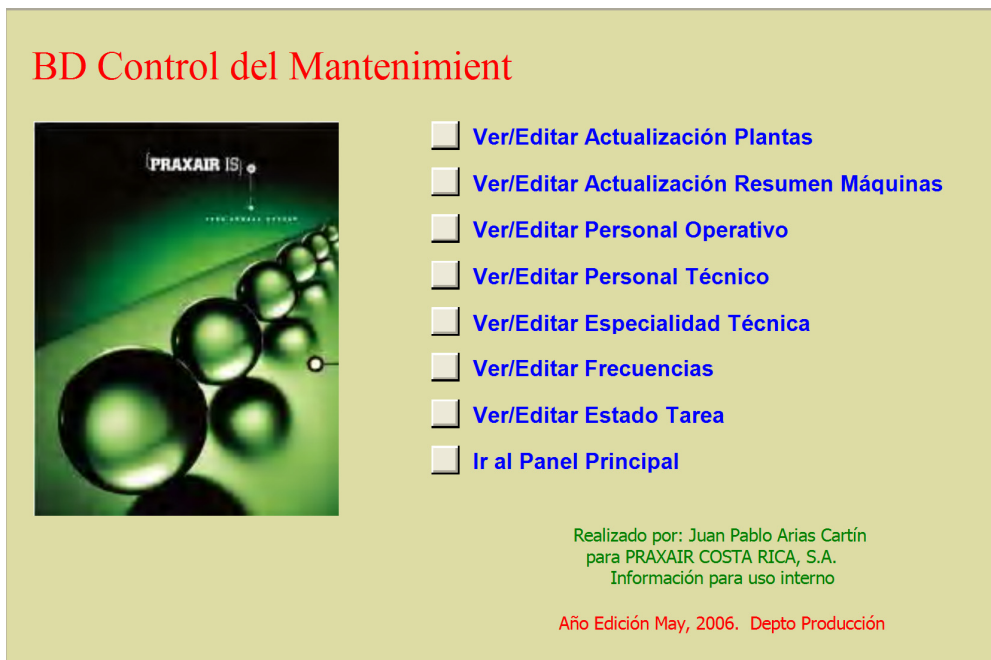 BD Control del Mantenimient
[PRAXAIR IS]
Ver/Editar Actualización Plantas
Ver/Editar Actualización Resumen Máquinas
Ver/Editar Personal Operativo
Ver/Editar Personal Técnico
Ver/Editar Especialidad Técnica
Ver/Editar Frecuencias
Ver/Editar Estado Tarea
Ir al Panel Principal
Realizado por: Juan Pablo Arias Cartín
para PRAXAIR COSTA RICA, S.A.
Información para uso interno
Año Edición May, 2006.  Depto Producción